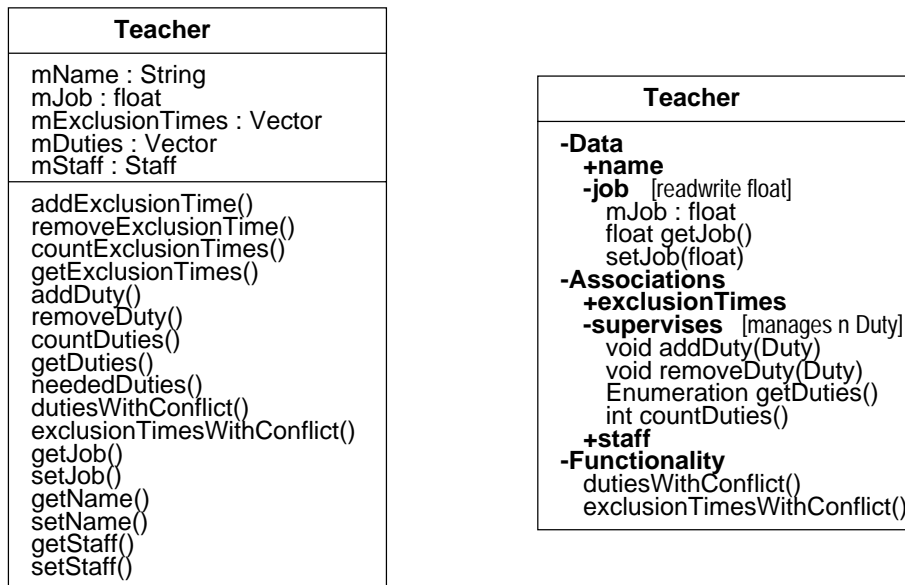 Teacher
mName : String
mJob : float
mExclusionTimes : Vector
mDuties : Vector
mStaff : Staff
addExclusionTime()
removeExclusionTime()
countExclusionTimes()
getExclusionTimes()
addDuty()
removeDuty()
countDuties()
getDuties()
neededDuties()
dutiesWithConflict()
exclusionTimesWithConflict()
getJob()
setJob()
getName()
setName()
getStaff()
setStaff()
Teacher
-Data
+name
-job [readwrite float]
mJob : float
float getJob()
setJob(float)
-Associations
+exclusionTimes
-supervises [manages n Duty]
void addDuty(Duty)
void removeDuty(Duty)
Enumeration getDuties()
int countDuties()
+staff
-Functionality
dutiesWithConflict()
exclusionTimesWithConflict()